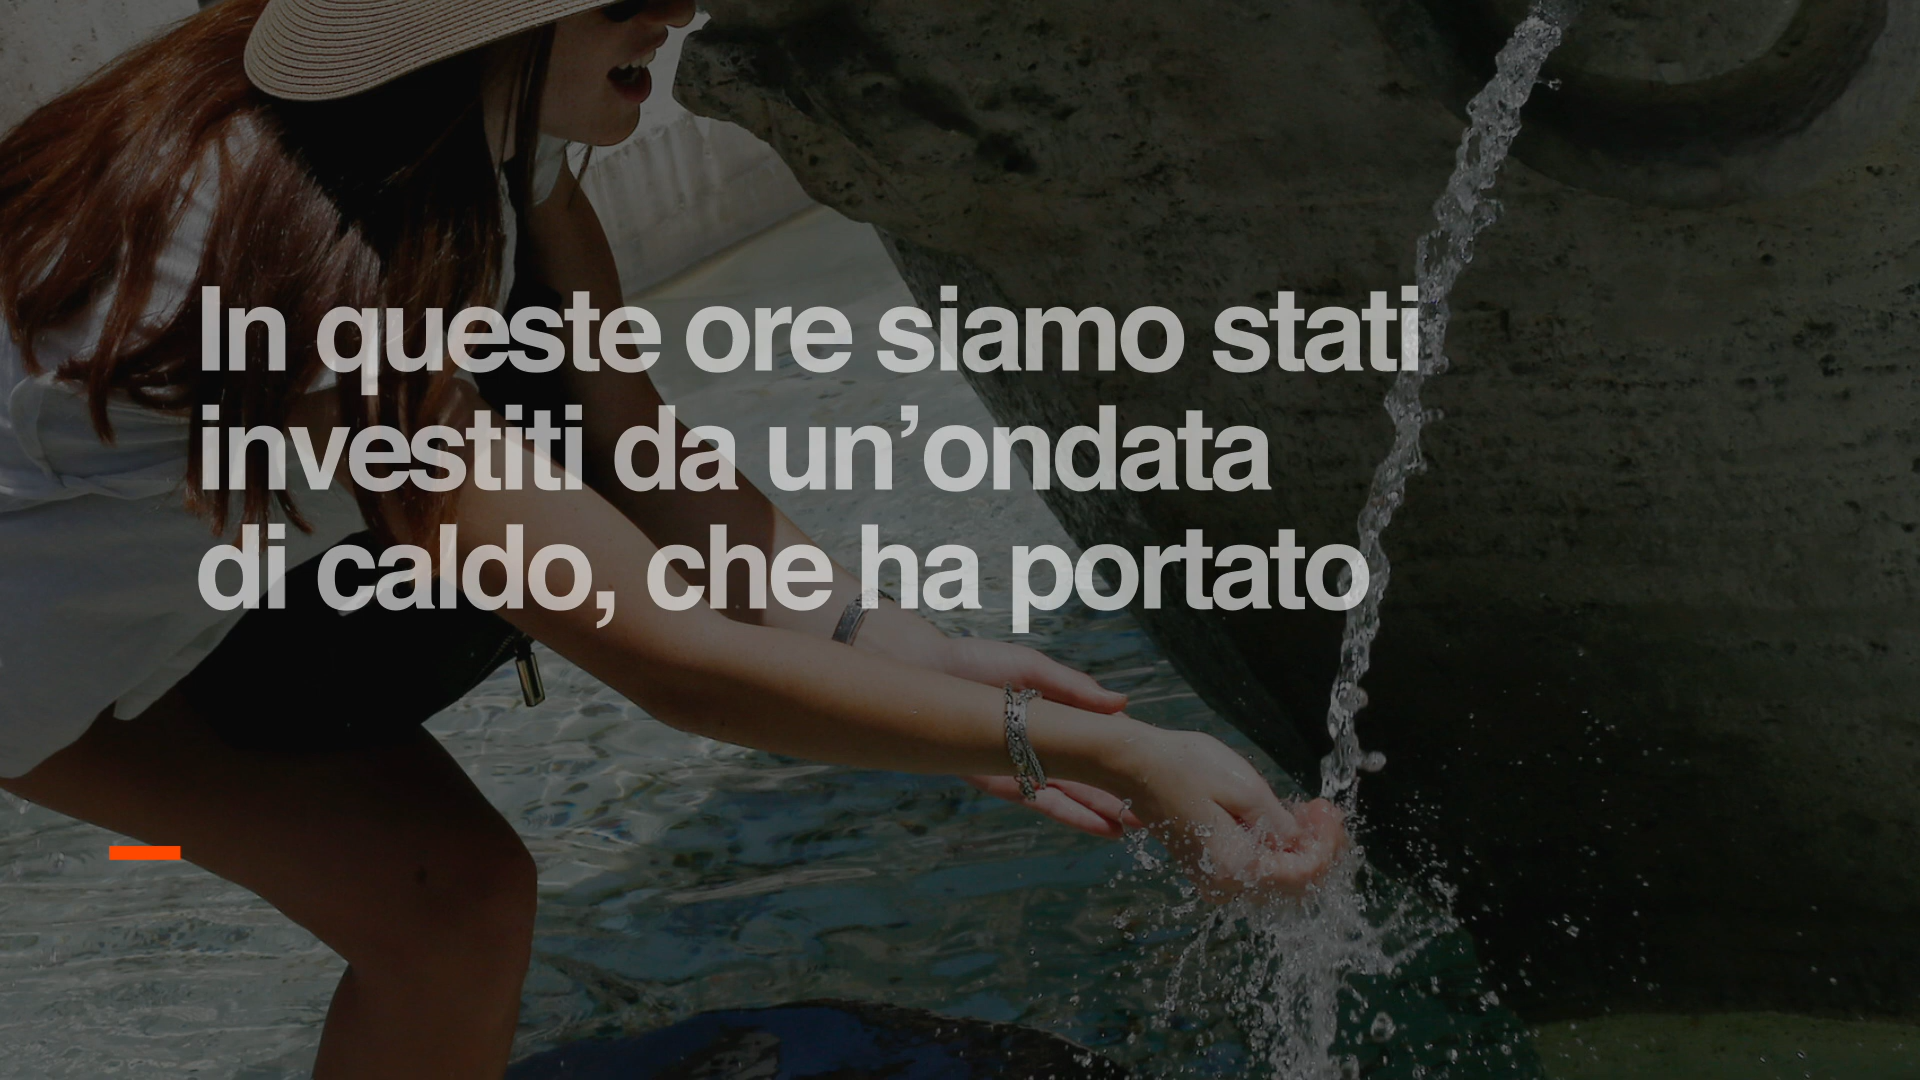 In queste ore siamo stati
investiti da un’ondata
di caldo, che ha portato